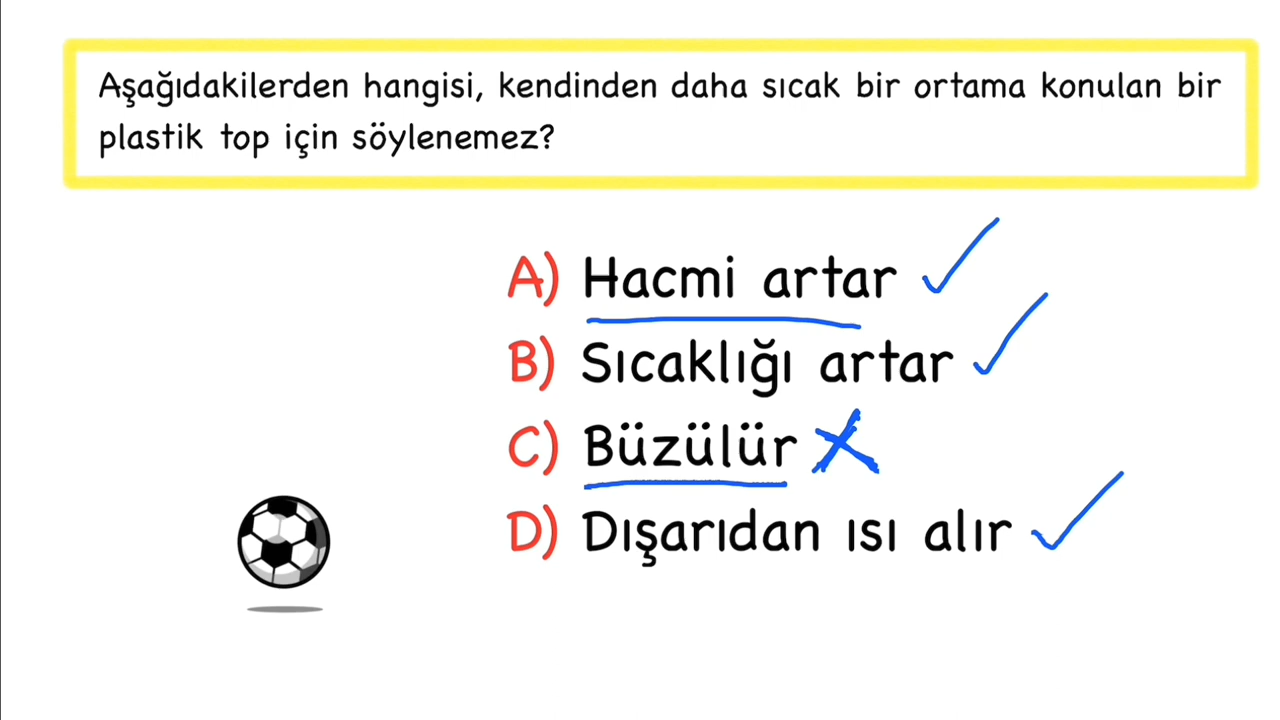 Aşağıdakilerden hangisi, kendinden daha sıcak bir ortama konulan bir
plastik top için söylenemez?
A) Hacmi artar
B) Sıcaklığı artar
C) Büzülür
D) Dışarıdan ısı alır